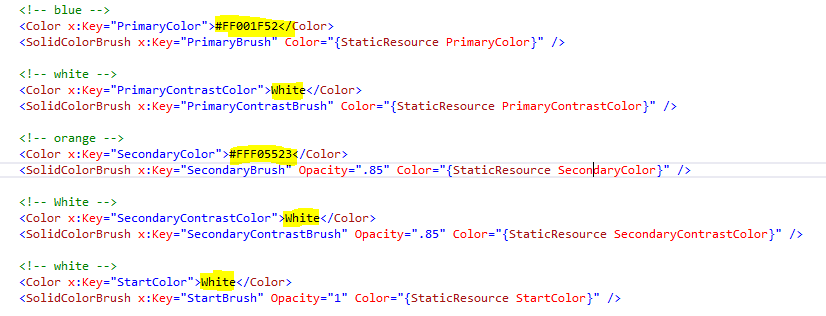 <!-- blue -->
<Color x:Key="PrimaryColor">#FF001F52</Color>
<SolidColorBrush x:Key="PrimaryBrush" Color="{StaticResource PrimaryColor}" />
<!-- white -->
<Color x:Key="PrimaryContrastColor">White</Color>
<SolidColorBrush x:Key="PrimaryContrastBrush" Color="{StaticResource PrimaryContrastColor}" />
<!-- orange -->
<Color x:Key="SecondaryColor">#FFF05523</Color>
<SolidColorBrush x:Key="SecondaryBrush" Opacity=".85" Color="{StaticResource SecondaryColor}" />
<!-- White -->
<Color x:Key="SecondaryContrastColor">White</Color>
<SolidColorBrush x:Key="SecondaryContrastBrush" Opacity=".85" Color="{StaticResource SecondaryContrastColor}" />
<!-- white -->
<Color x:Key="StartColor">White</Color>
<SolidColorBrush x:Key="StartBrush" Opacity="1" Color="{StaticResource StartColor}" />